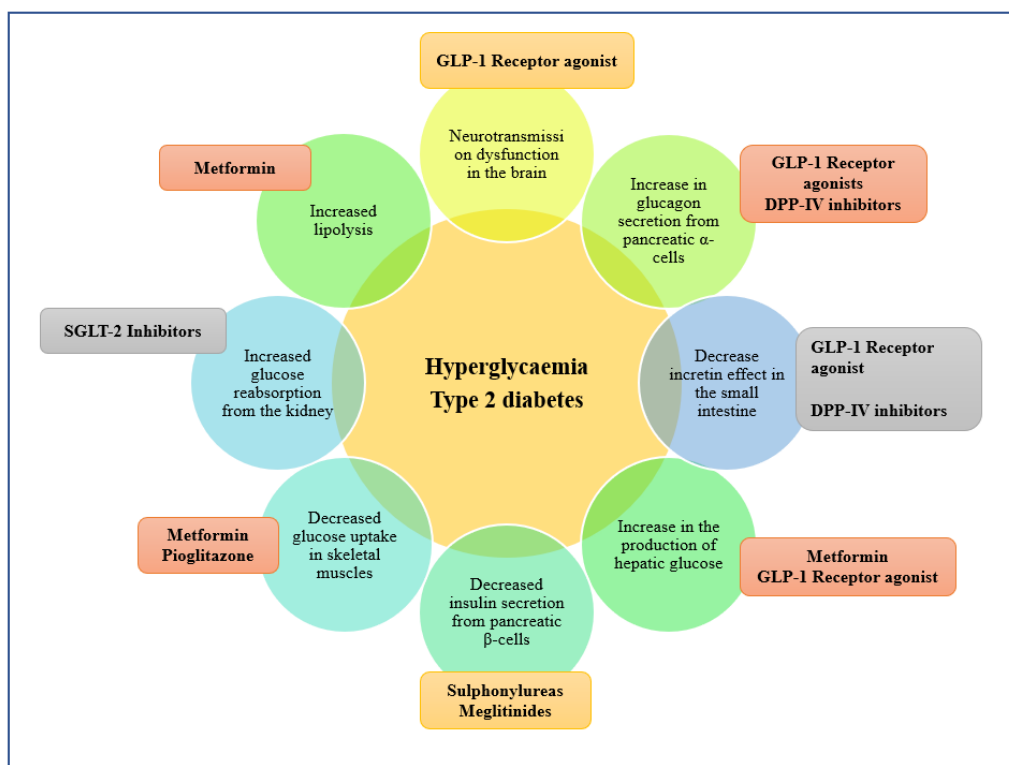 GLP-1 Receptor agonist
Neurotransmissi
on dysfunction
in the brain
GLP-1 Receptor
agonists
DPP-IV inhibitors
Increase in
glucagon
secretion from
pancreatic α-
cells
GLP-1 Receptor
agonist
DPP-IV inhibitors
Decrease
incretin effect in
the small
intestine
Metformin
GLP-1 Receptor agonist
Increase in the
production of
hepatic glucose
Decreased
insulin secretion
from pancreatic
β-cells
Sulphonylureas
Meglitinides
Decreased
glucose uptake
in skeletal
muscles
Metformin
Pioglitazone
Increased
glucose
reabsorption
from the kidney
SGLT-2 Inhibitors
Increased
lipolysis
Metformin
Hyperglycaemia
Type 2 diabetes